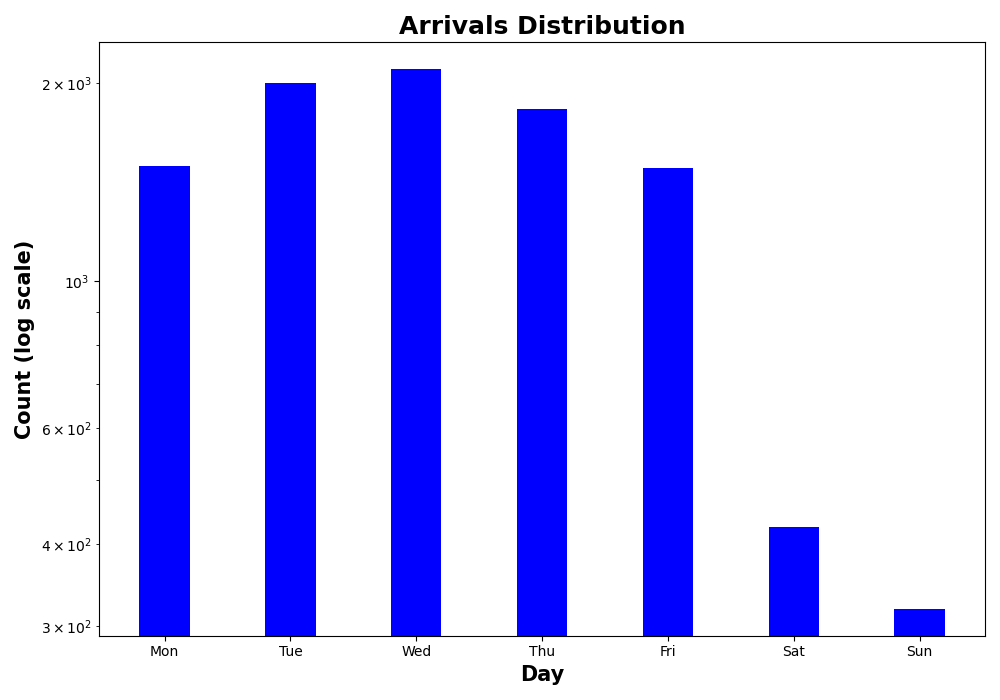 Arrivals Distribution
Count (log scale)
2 × 10³
10³
6 × 10²
4 × 10²
3 × 10²
Mon Tue Wed Thu Fri Sat Sun
Day